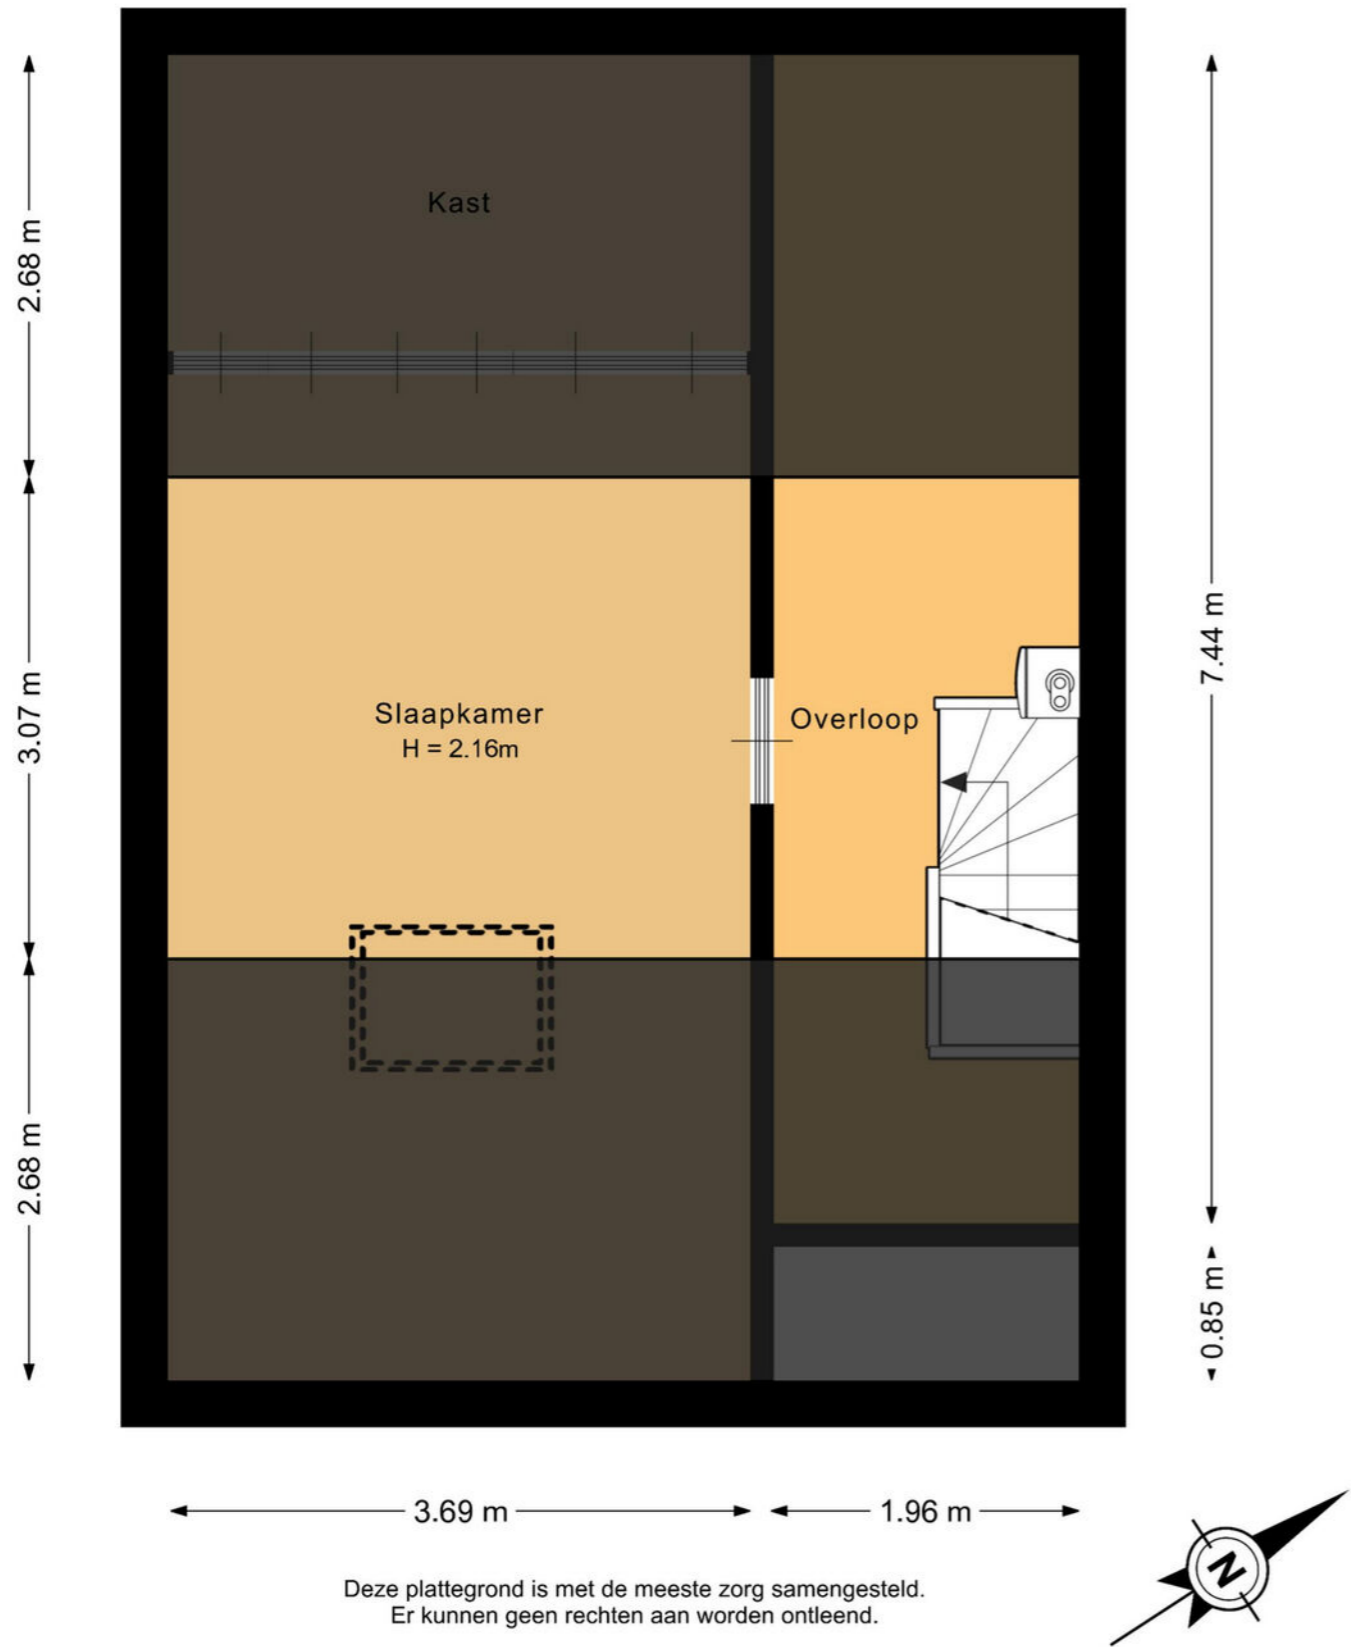 Kast
2.68 m
7.44 m
3.07 m
Slaapkamer
H = 2.16m
Overloop
2.68 m
0.85 m
3.69 m
1.96 m
N
Deze plattegrond is met de meeste zorg samengesteld.
Er kunnen geen rechten aan worden ontleend.